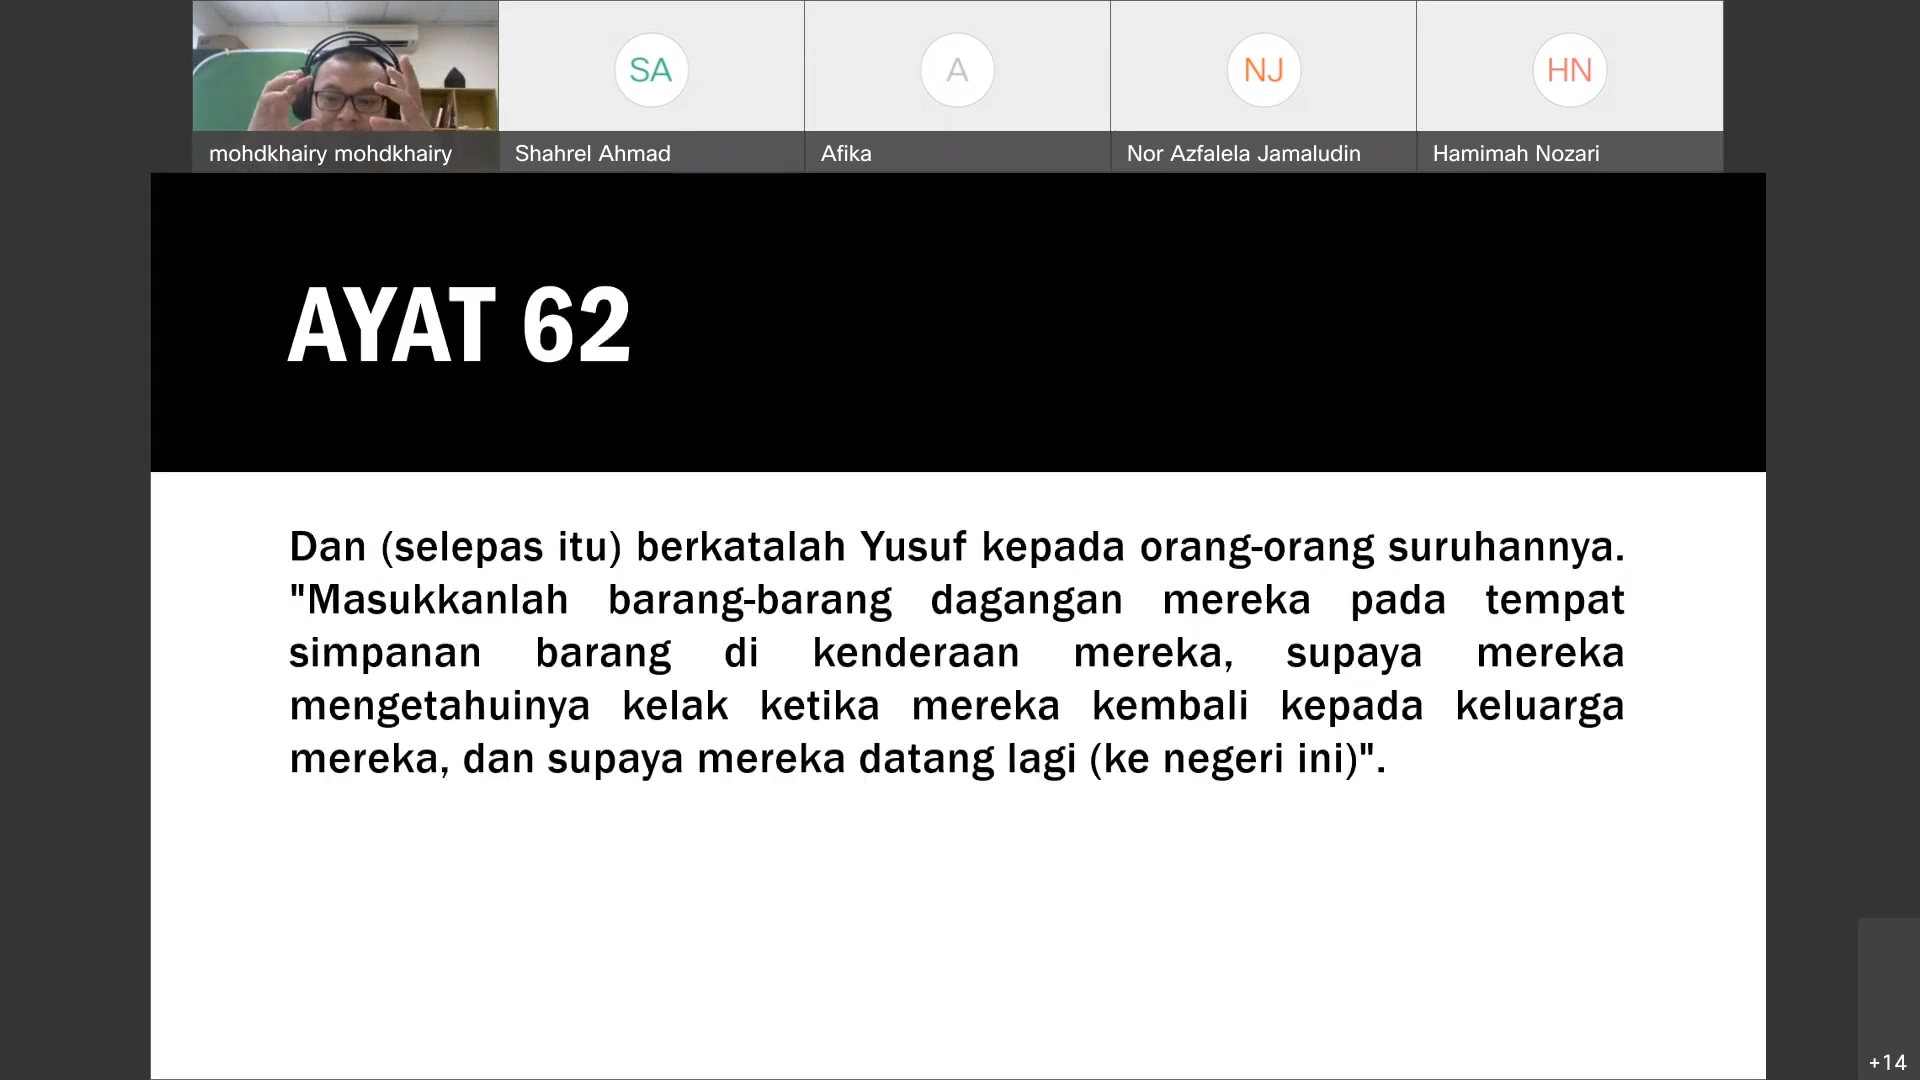 SA
A
NJ
HN
mohdkhairy mohdkhairy
Shahrel Ahmad
Afika
Nor Azfalela Jamaludin
Hamimah Nozari
AYAT 62
Dan (selepas itu) berkatalah Yusuf kepada orang-orang suruhannya.
"Masukkanlah barang-barang dagangan mereka pada tempat
simpanan barang di kenderaan mereka, supaya mereka
mengetahuinya kelak ketika mereka kembali kepada keluarga
mereka, dan supaya mereka datang lagi (ke negeri ini)".
+14